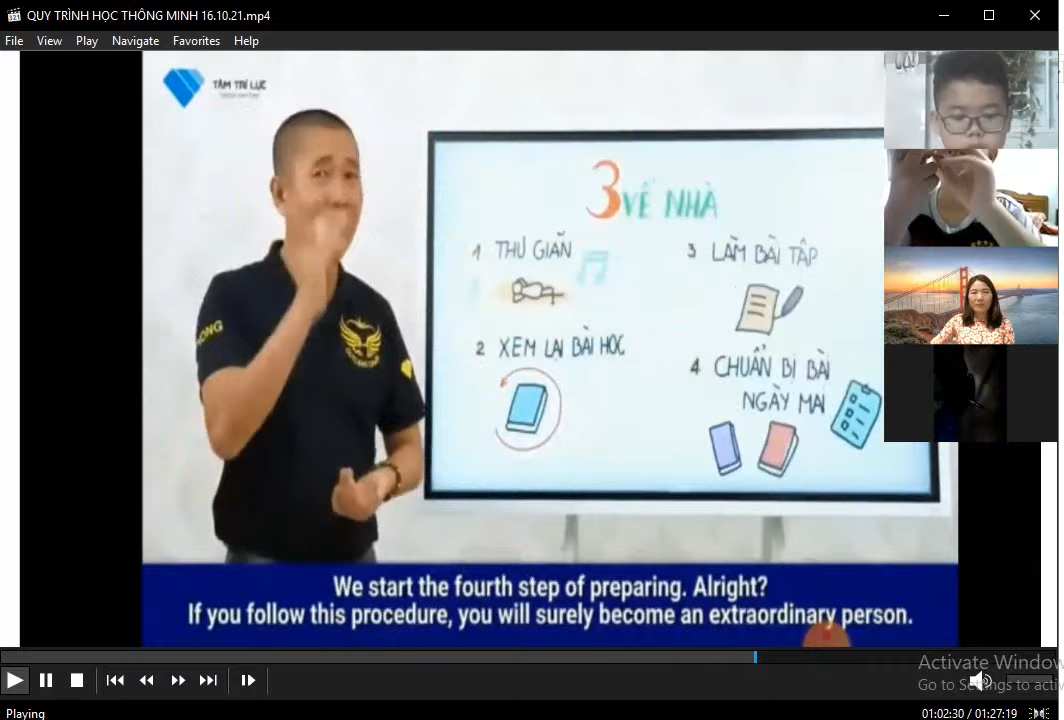 QUY TRÌNH HỌC THÔNG MINH 16.10.21.mp4
File View Play Navigate Favorites Help
TÂM TRÍ LỰC
3 VỀ NHÀ
1 THƯ GIÃN
2 XEM LẠI BÀI HỌC
3 LÀM BÀI TẬP
4 CHUẨN BỊ BÀI
NGÀY MAI
We start the fourth step of preparing. Alright?
If you follow this procedure, you will surely become an extraordinary person.
Activate Window
Go to Settings to acti
Playing
01:02:30 / 01:27:19